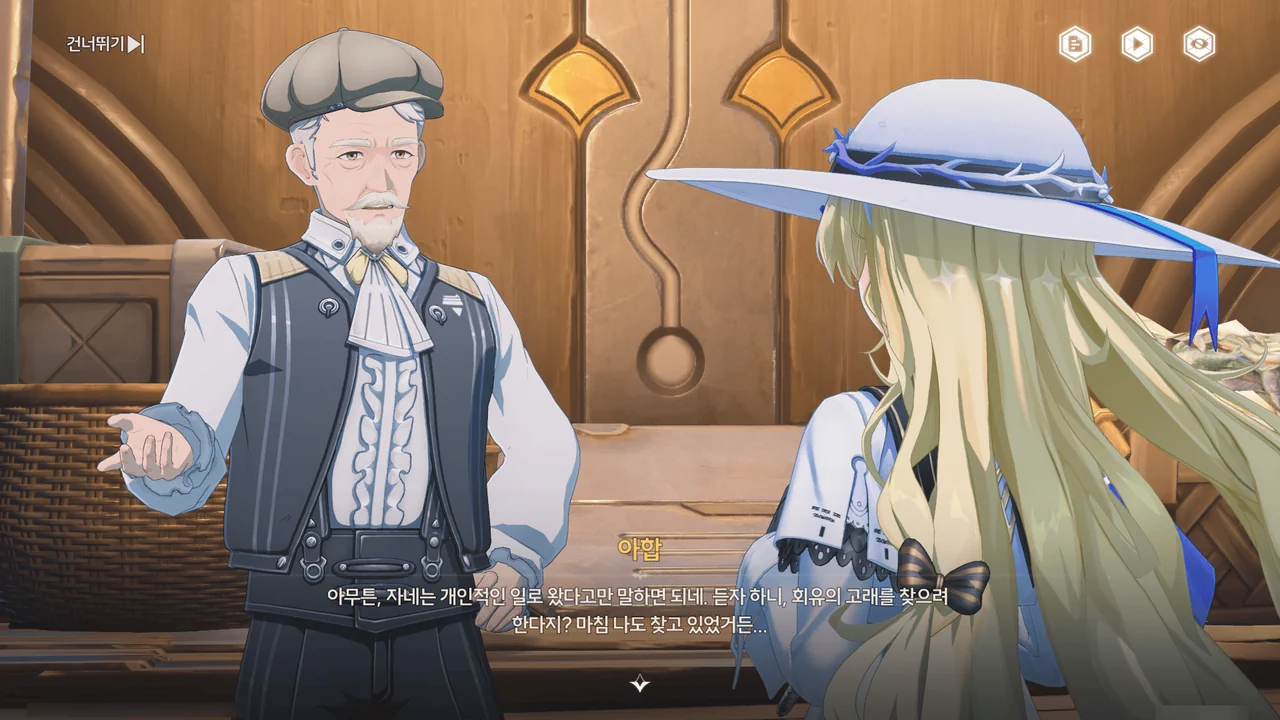 건너뛰기
아합
아무튼, 자네는 개인적인 일로 왔다고만 말하면 되네. 듣자 하니, 회유의 고래를 찾으려
한다지? 마침 나도 찾고 있었거든...